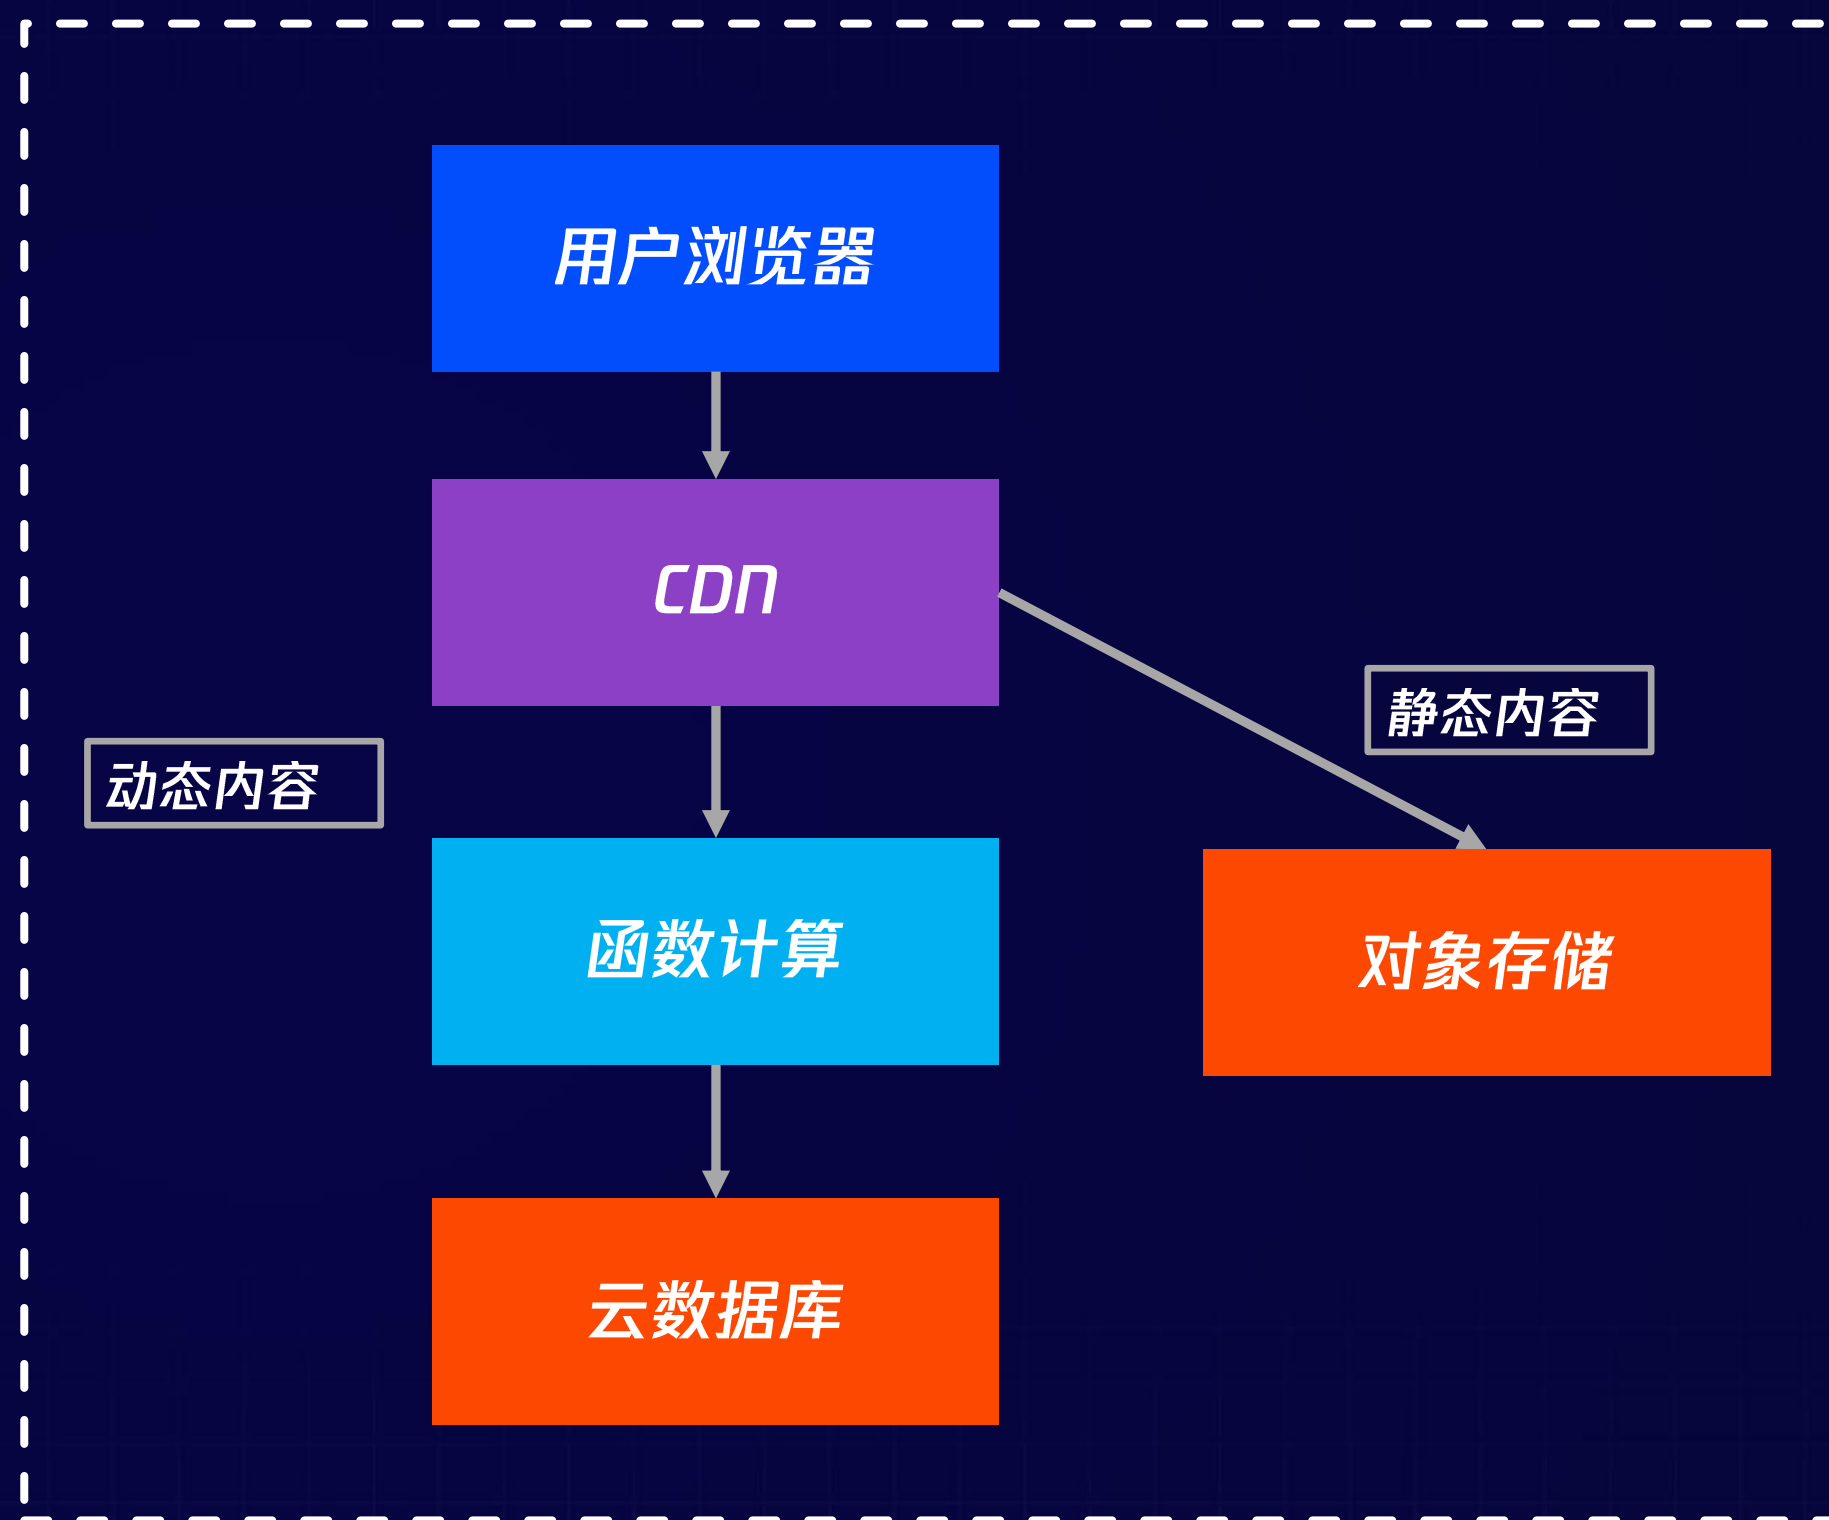 用户浏览器
CDN
静态内容
动态内容
函数计算
对象存储
云数据库